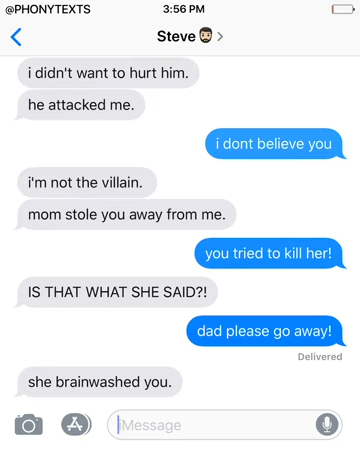 @PHONYTEXTS 3:56 PM
Steve
i didn't want to hurt him.
he attacked me.
i dont believe you
i'm not the villain.
mom stole you away from me.
you tried to kill her!
IS THAT WHAT SHE SAID?!
dad please go away!
Delivered
she brainwashed you.
iMessage